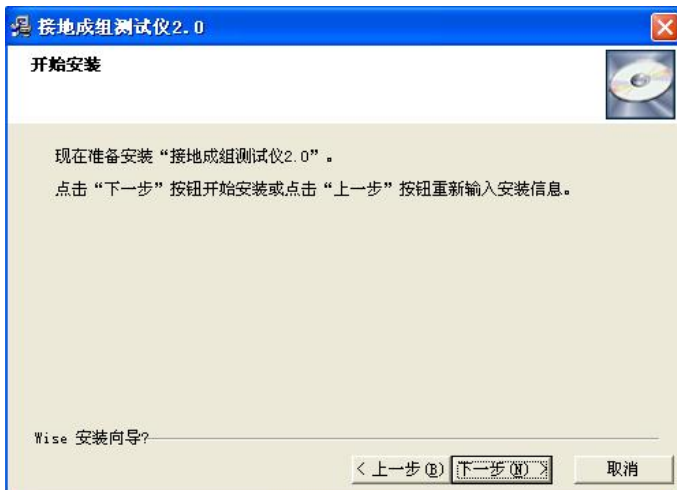 接地成组测试仪2.0
开始安装
现在准备安装“接地成组测试仪2.0”。
点击“下一步”按钮开始安装或点击“上一步”按钮重新输入安装信息。
Wise 安装向导?
< 上一步(B) 下一步(N) > 取消